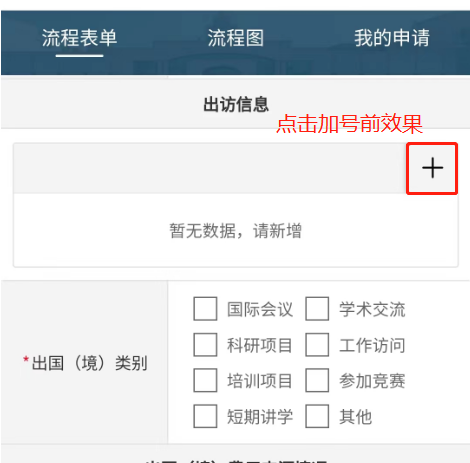 流程表单 流程图 我的申请
出访信息
点击加号前效果
暂无数据，请新增
国际会议 学术交流
科研项目 工作访问
*出国（境）类别
培训项目 参加竞赛
短期讲学 其他